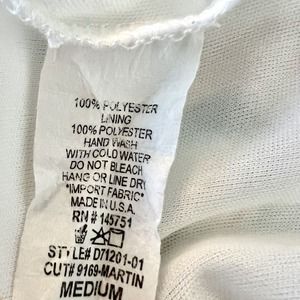 100% POLYESTER
LINING
100% POLYESTER
HAND WASH
WITH COLD WATER
DO NOT BLEACH
HANG OR LINE DRY
*IMPORT FABRIC*
MADE IN U.S.A.
RN # 145751
STYLE# D71201-01
CUT# 9169-MARTIN
MEDIUM